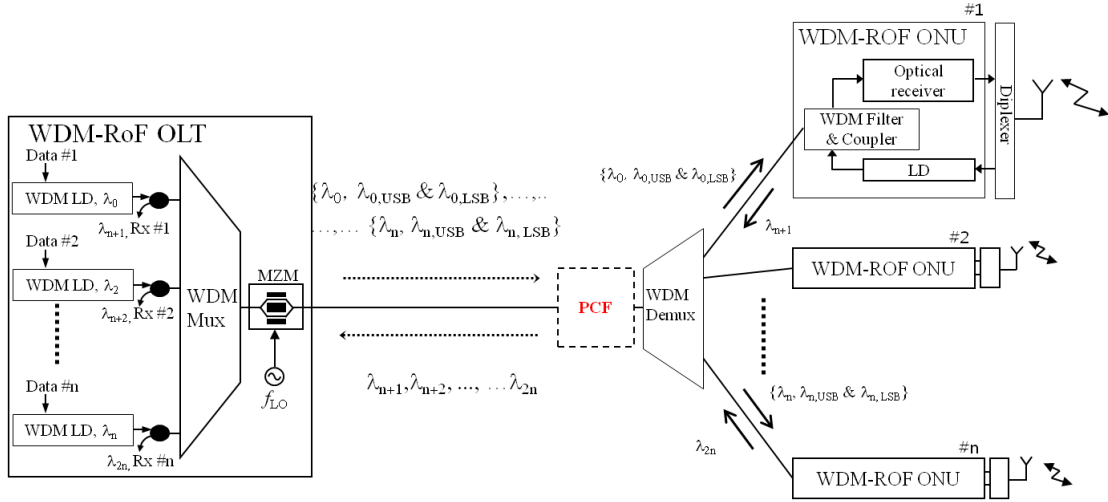 WDM-RoF OLT
Data #1
WDM LD, λ0
λn+1, Rx #1
Data #2
WDM LD, λ2
λn+2, Rx #2
Data #n
WDM LD, λn
λ2n, Rx #n
WDM
Mux
MZM
fLO
{λ0, λ0,USB & λ0,LSB},…,..
…,… {λn, λn,USB & λn, LSB}
λn+1, λn+2, ..., …λ2n
PCF
WDM
Demux
{λ0, λ0,USB & λ0,LSB}
λn+1
{λn, λn,USB & λn, LSB}
λ2n
#1
WDM-ROF ONU
Optical
receiver
WDM Filter
& Coupler
LD
Diplexer
#2
WDM-ROF ONU
#n
WDM-ROF ONU